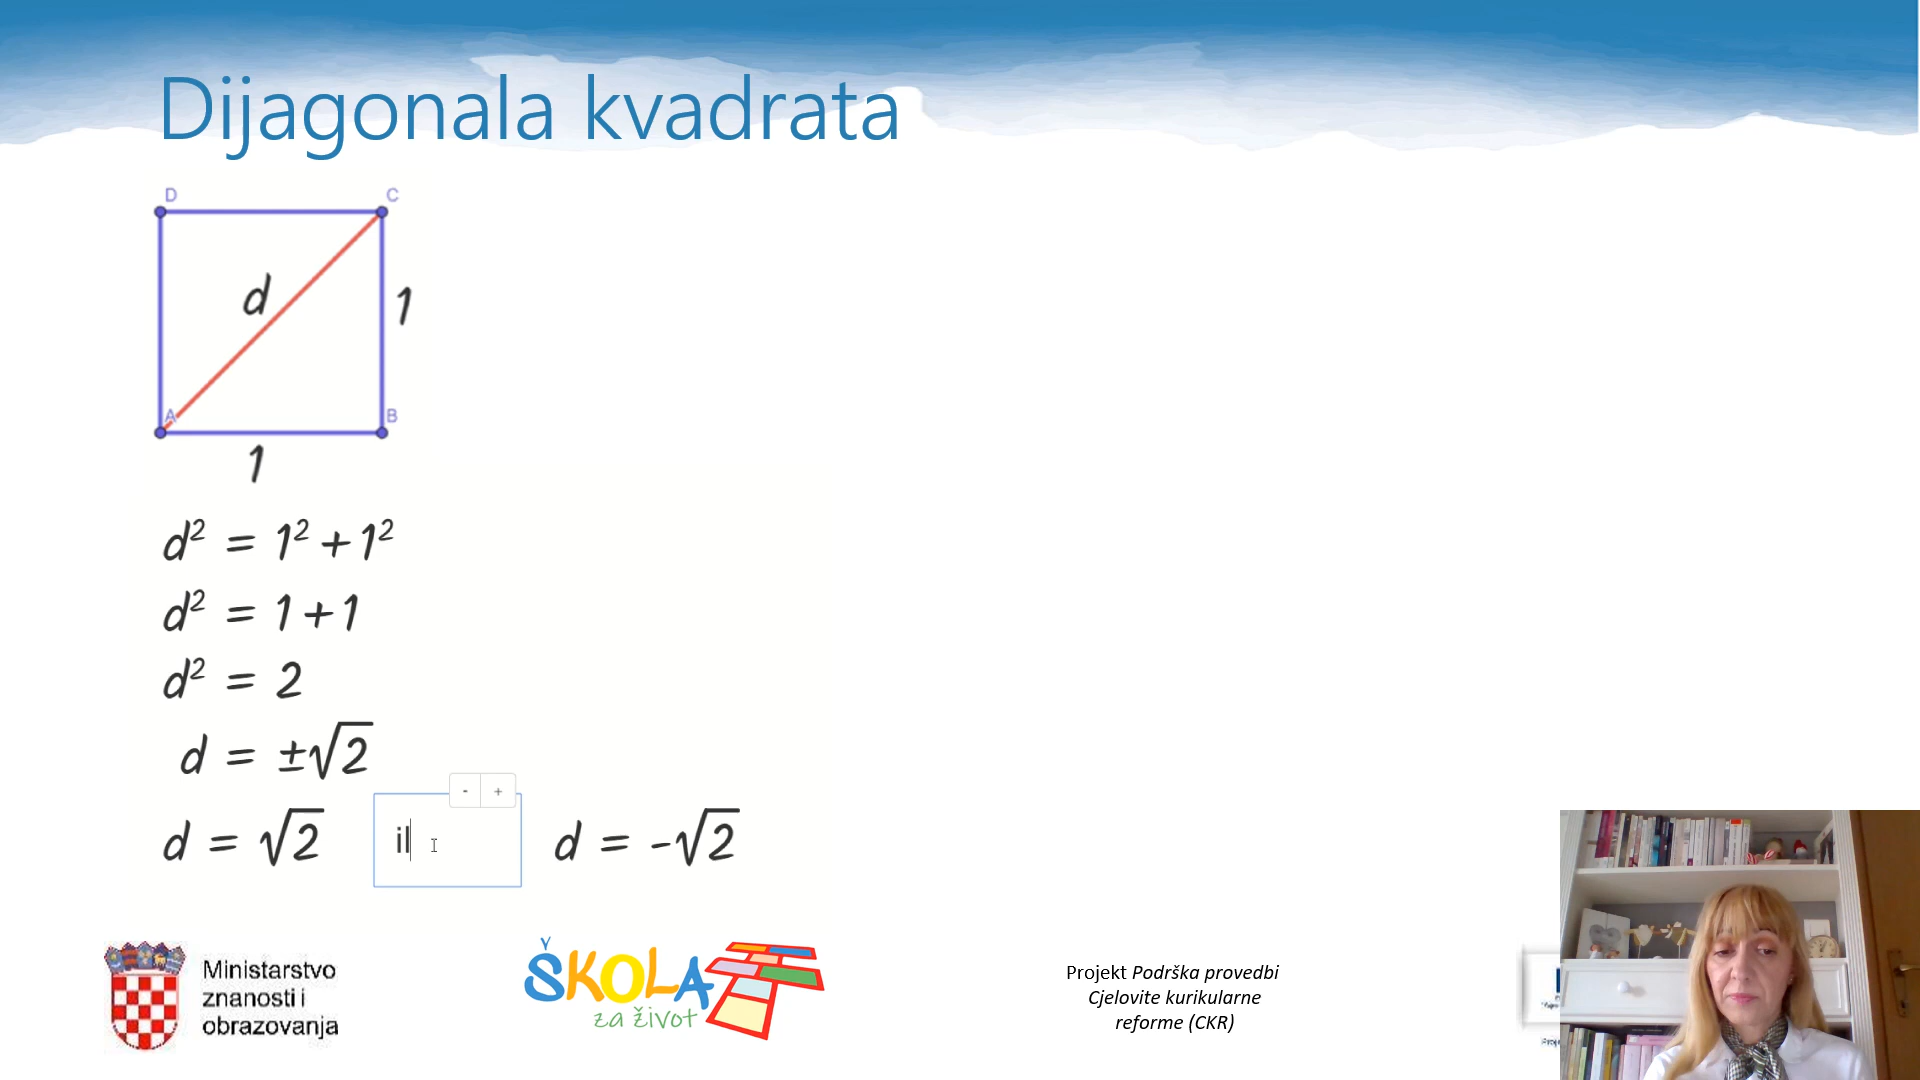 Dijagonala kvadrata
D
C
d
1
A
B
1
d² = 1² + 1²
d² = 1 + 1
d² = 2
d = ±√2
- +
d = √2 il d = -√2
Ministarstvo
znanosti i
obrazovanja
ŠKOLA
za život
Projekt Podrška provedbi
Cjelovite kurikularne
reforme (CKR)